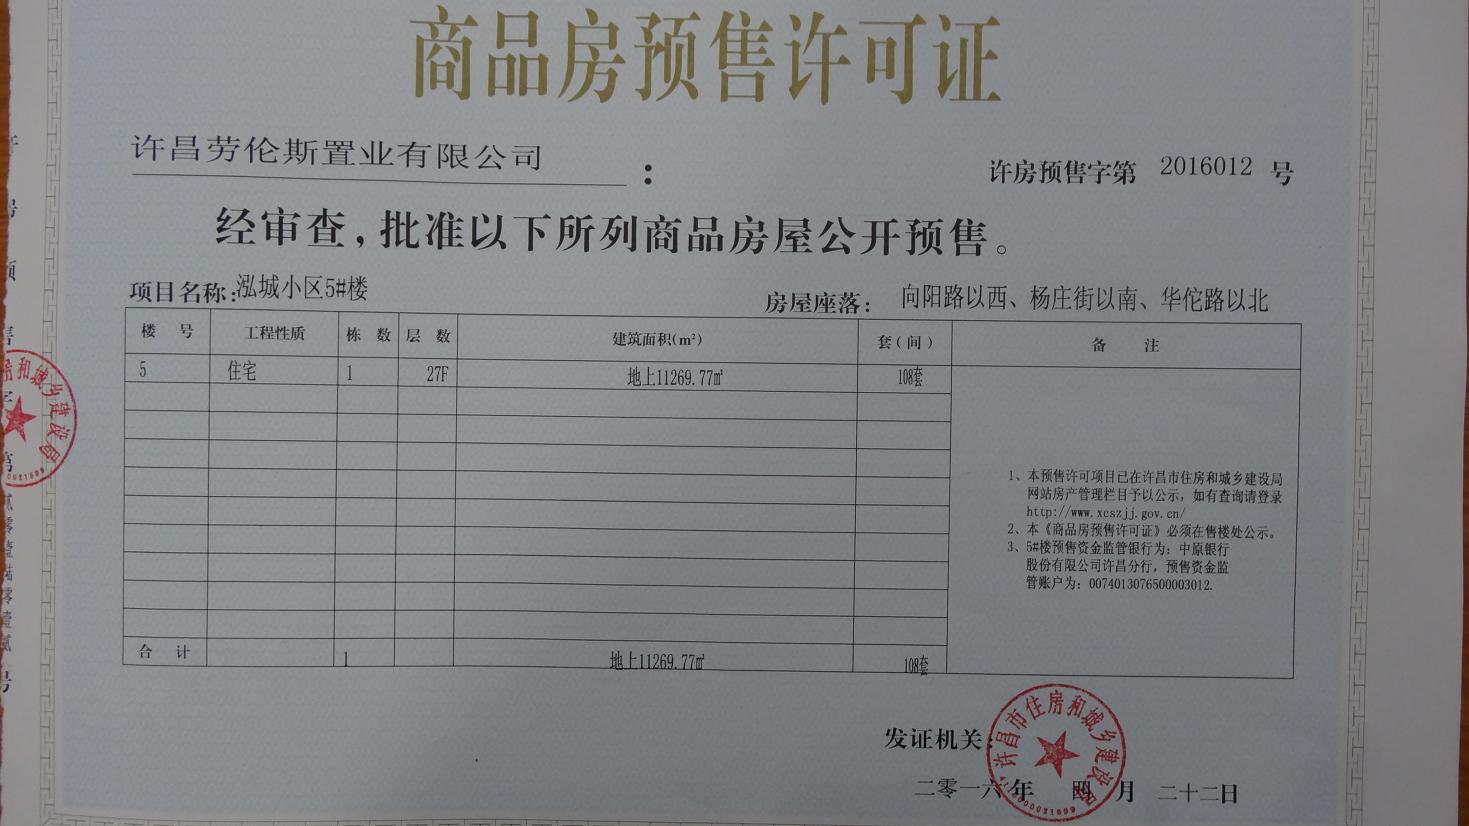 商品房预售许可证
许昌劳伦斯置业有限公司 ：
许房预售字第 2016012 号
经审查，批准以下所列商品房屋公开预售。
项目名称：泓城小区5#楼
房屋座落： 向阳路以西、杨庄街以南、华佗路以北
楼 号 工程性质 栋 数 层 数 建筑面积(m²) 套（间） 备 注
5 住宅 1 27F 地上11269.77㎡ 108套
1、本预售许可项目已在许昌市住房和城乡建设局
网站房产管理栏目予以公示，如有查询请登录
http://www.xcszjj.gov.cn/
2、本《商品房预售许可证》必须在售楼处公示。
3、5#楼预售资金监管银行为：中原银行
股份有限公司许昌分行，预售资金监
管账户为：0074013076500003012.
合 计 1 地上11269.77㎡ 108套
发证机关：
许昌市住房和城乡建设局
二零一六年 四 月 二十二日
房和城乡建设局